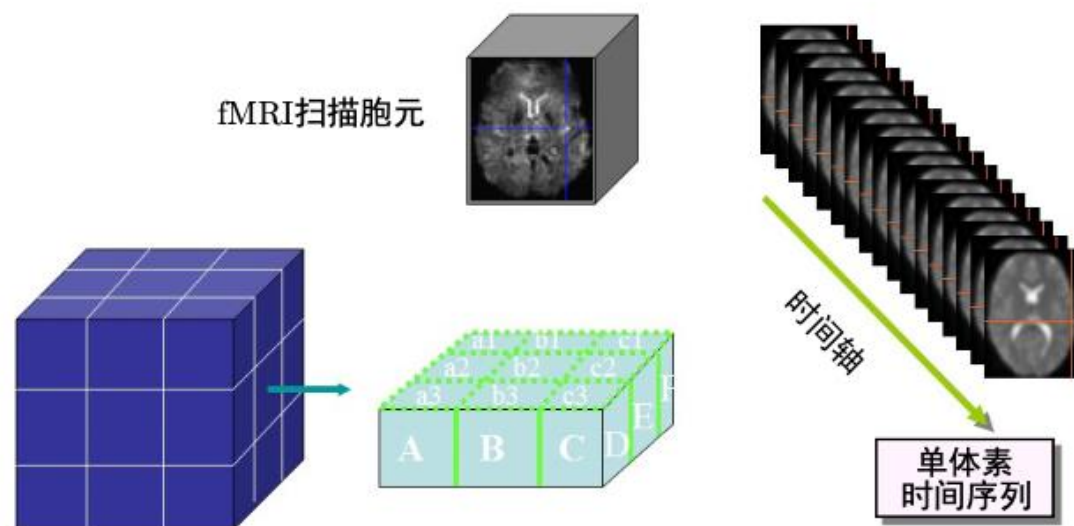 fMRI扫描胞元
时间轴
单体素
时间序列
a1 b1 c1
a2 b2 c2
a3 b3 c3
A B C D E F